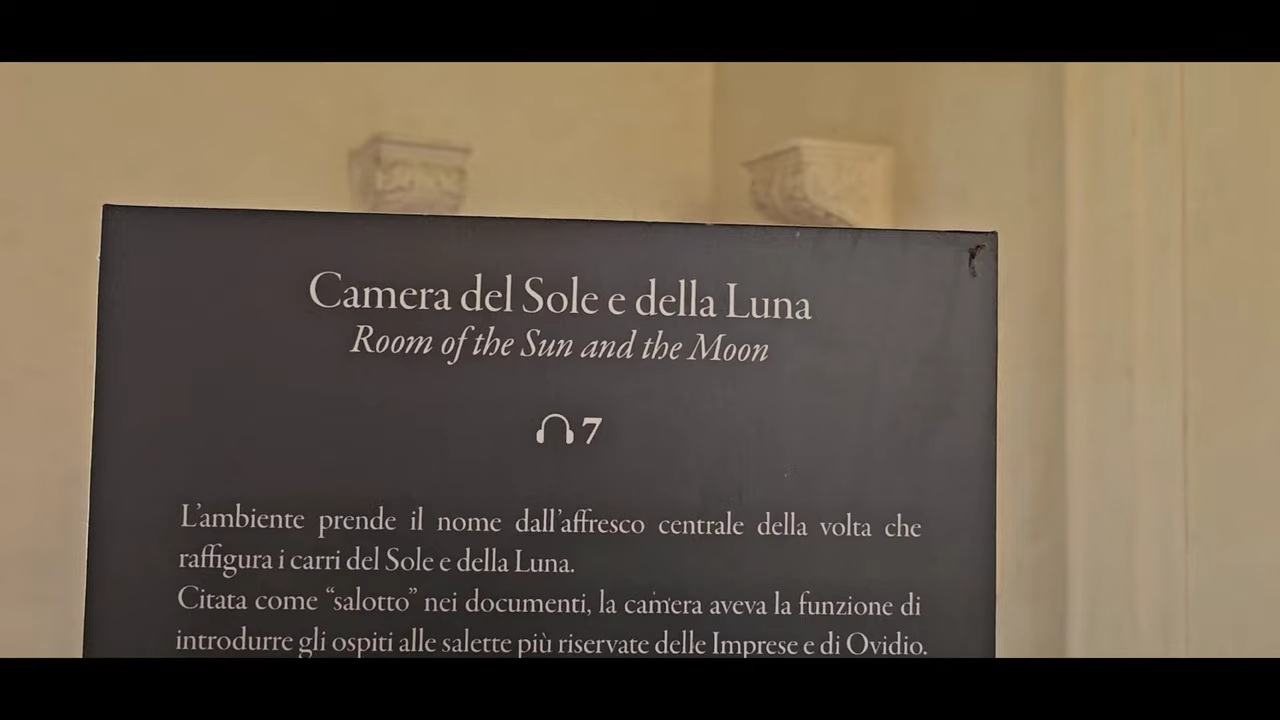 Camera del Sole e della Luna
Room of the Sun and the Moon
7
L'ambiente prende il nome dall'affresco centrale della volta che
raffigura i carri del Sole e della Luna.
Citata come “salotto” nei documenti, la camera aveva la funzione di
introdurre gli ospiti alle salette più riservate delle Imprese e di Ovidio.